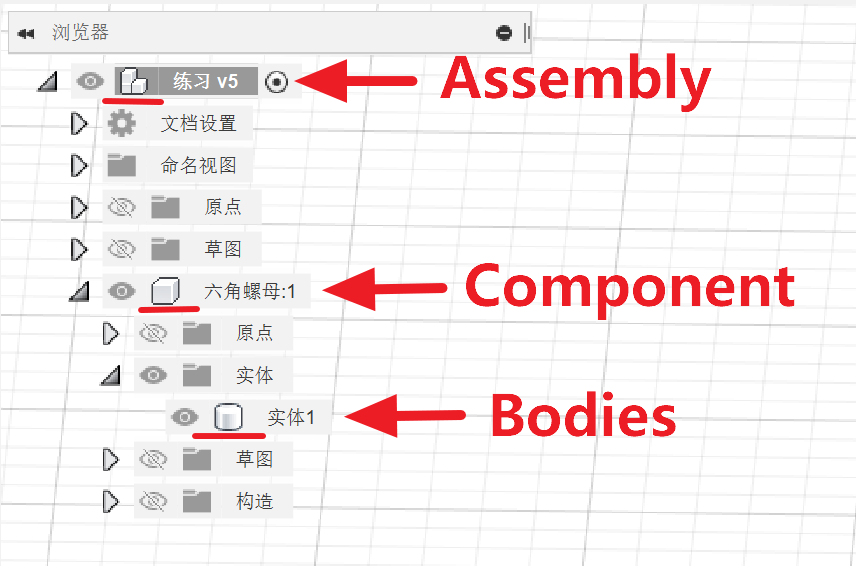 浏览器
练习 v5
Assembly
文档设置
命名视图
原点
草图
六角螺母:1
Component
原点
实体
实体1
Bodies
草图
构造